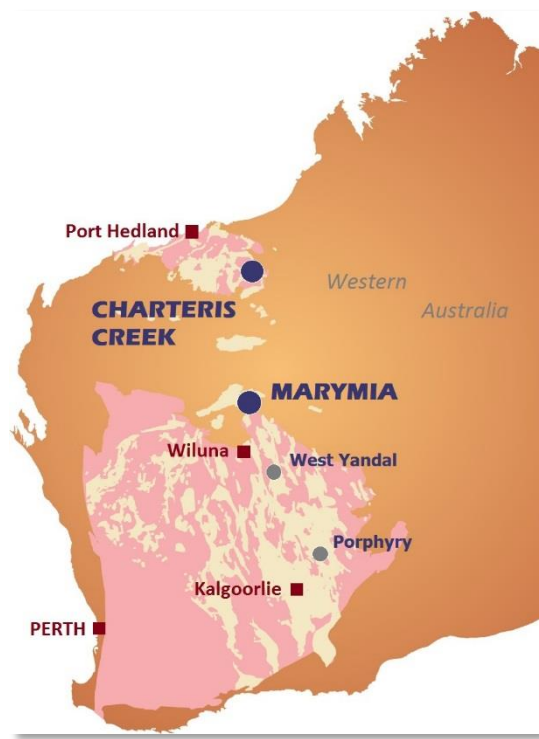 Port Hedland
Western
Australia
CHARTERIS
CREEK
MARYMIA
Wiluna
West Yandal
Porphyry
Kalgoorlie
PERTH